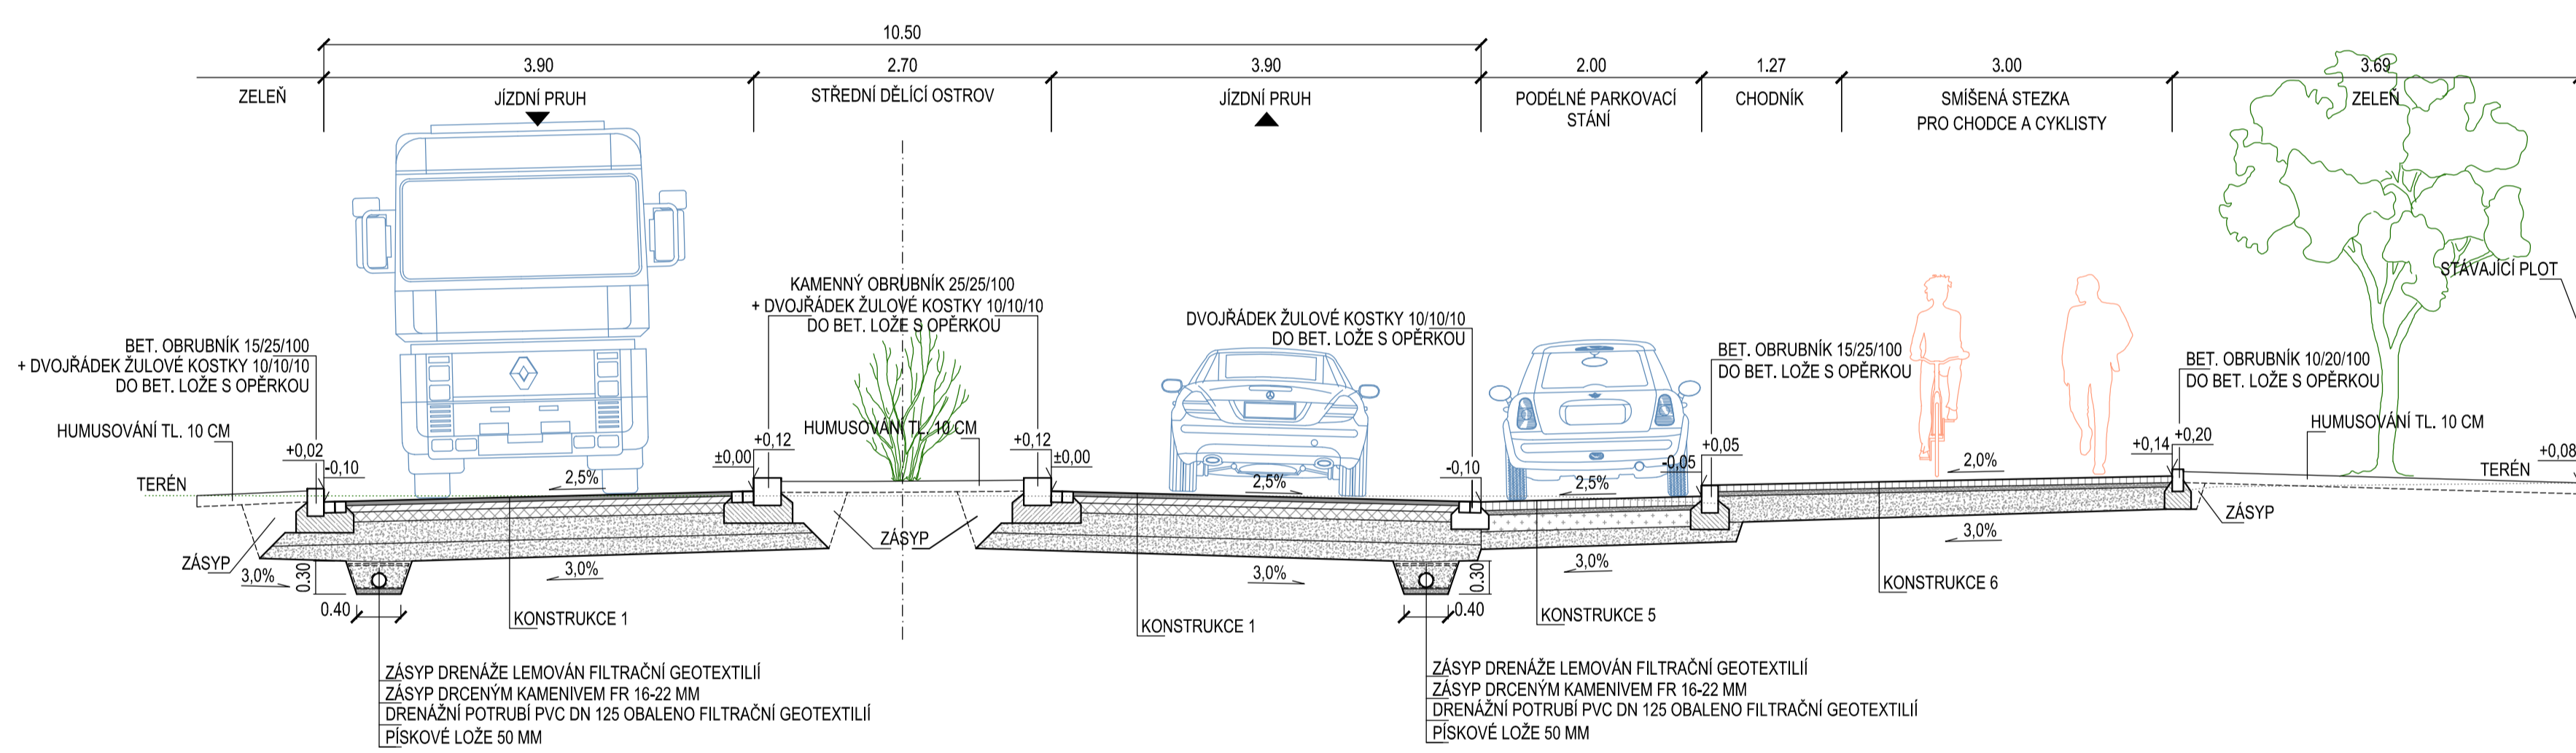 10.50
3.90
2.70
3.90
2.00
1.27
3.00
3.69
ZELEŇ
JÍZDNÍ PRUH
STŘEDNÍ DĚLÍCÍ OSTROV
JÍZDNÍ PRUH
PODÉLNÉ PARKOVACÍ
STÁNÍ
CHODNÍK
SMÍŠENÁ STEZKA
PRO CHODCE A CYKLISTY
ZELEŇ
STÁVAJÍCÍ PLOT
KAMENNÝ OBRUBNÍK 25/25/100
+ DVOJŘÁDEK ŽULOVÉ KOSTKY 10/10/10
DO BET. LOŽE S OPĚRKOU
DVOJŘÁDEK ŽULOVÉ KOSTKY 10/10/10
DO BET. LOŽE S OPĚRKOU
BET. OBRUBNÍK 15/25/100
+ DVOJŘÁDEK ŽULOVÉ KOSTKY 10/10/10
DO BET. LOŽE S OPĚRKOU
BET. OBRUBNÍK 15/25/100
DO BET. LOŽE S OPĚRKOU
BET. OBRUBNÍK 10/20/100
DO BET. LOŽE S OPĚRKOU
HUMUSOVÁNÍ TL. 10 CM
HUMUSOVÁNÍ TL. 10 CM
HUMUSOVÁNÍ TL. 10 CM
+0,02
-0,10
±0,00
+0,12
+0,12
±0,00
-0,10
-0,05
+0,05
+0,14
+0,20
+0,08
TERÉN
TERÉN
2,5%
2,5%
2,5%
2,0%
ZÁSYP
ZÁSYP
ZÁSYP
3,0%
3,0%
3,0%
3,0%
3,0%
0.30
0.40
0.30
0.40
KONSTRUKCE 1
KONSTRUKCE 1
KONSTRUKCE 5
KONSTRUKCE 6
ZÁSYP DRENÁŽE LEMOVÁN FILTRAČNÍ GEOTEXTILIÍ
ZÁSYP DRCENÝM KAMENIVEM FR 16-22 MM
DRENÁŽNÍ POTRUBÍ PVC DN 125 OBALENO FILTRAČNÍ GEOTEXTILIÍ
PÍSKOVÉ LOŽE 50 MM
ZÁSYP DRENÁŽE LEMOVÁN FILTRAČNÍ GEOTEXTILIÍ
ZÁSYP DRCENÝM KAMENIVEM FR 16-22 MM
DRENÁŽNÍ POTRUBÍ PVC DN 125 OBALENO FILTRAČNÍ GEOTEXTILIÍ
PÍSKOVÉ LOŽE 50 MM